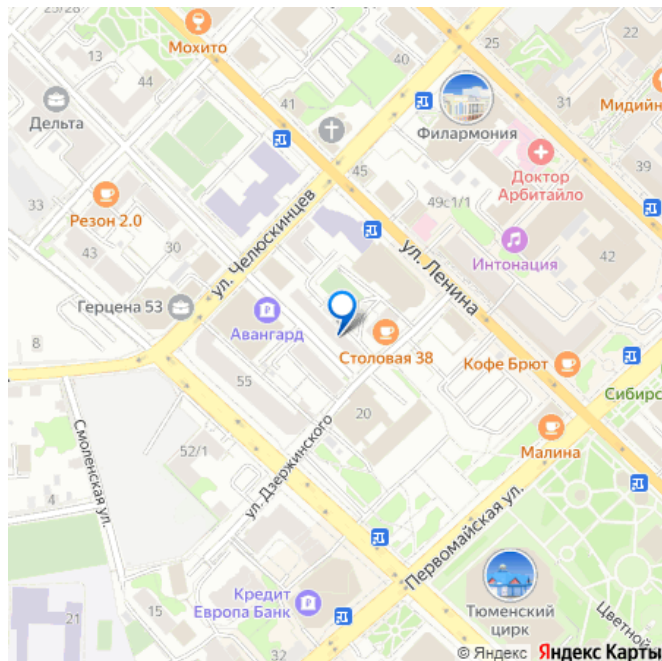 25/28
Мохито
13
44
Дельта
41
25
22
31
Мидийн
Филармония
39
45
Доктор
Арбитайло
33
Резон 2.0
43
30
49с1/1
ул. Челюскинцев
ул. Ленина
Интонация
42
Герцена 53
Авангард
8
Столовая 38
Кофе Брют
55
Сибирс
20
Малина
52/1
Смоленская ул.
ул. Дзержинского
4
Первомайская ул.
Кредит
Европа Банк
15
21
Тюменский
цирк
Цветной
© Яндекс Яндекс Карты